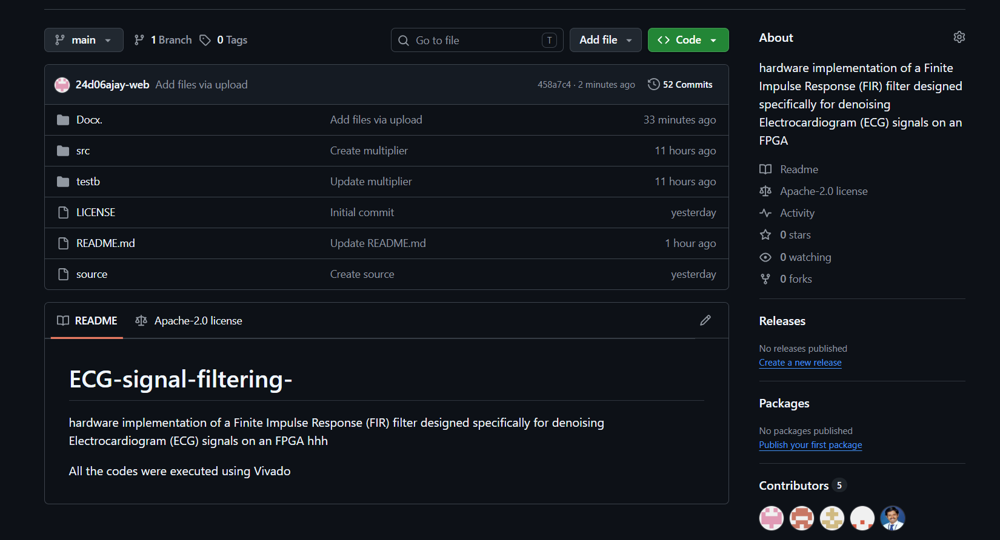 main
1 Branch
0 Tags
Go to file
T
Add file
Code
24d06ajay-web Add files via upload
458a7c4 · 2 minutes ago
52 Commits
Docx. Add files via upload 33 minutes ago
src Create multiplier 11 hours ago
testb Update multiplier 11 hours ago
LICENSE Initial commit yesterday
README.md Update README.md 1 hour ago
source Create source yesterday
README
Apache-2.0 license
ECG-signal-filtering-
hardware implementation of a Finite Impulse Response (FIR) filter designed specifically for denoising
Electrocardiogram (ECG) signals on an FPGA hhh
All the codes were executed using Vivado
About
hardware implementation of a Finite
Impulse Response (FIR) filter designed
specifically for denoising
Electrocardiogram (ECG) signals on an
FPGA
Readme
Apache-2.0 license
Activity
0 stars
0 watching
0 forks
Releases
No releases published
Create a new release
Packages
No packages published
Publish your first package
Contributors 5